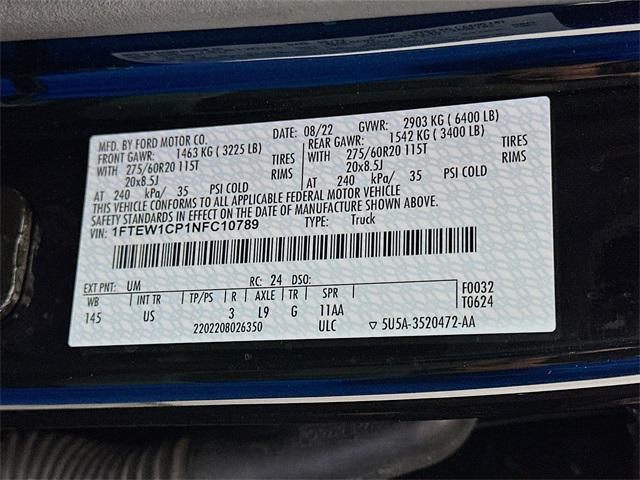 MFD. BY FORD MOTOR CO. DATE: 08/22 GVWR: 2903 KG ( 6400 LB)
FRONT GAWR: 1463 KG ( 3225 LB) REAR GAWR: 1542 KG ( 3400 LB)
WITH 275/60R20 115T TIRES WITH 275/60R20 115T TIRES
20x8.5J RIMS 20x8.5J RIMS
AT 240 kPa/ 35 PSI COLD AT 240 kPa/ 35 PSI COLD
THIS VEHICLE CONFORMS TO ALL APPLICABLE FEDERAL MOTOR VEHICLE
SAFETY STANDARDS IN EFFECT ON THE DATE OF MANUFACTURE SHOWN ABOVE.
VIN: 1FTEW1CP1NFC10789 TYPE: Truck
EXT PNT: UM RC: 24 DSO: F0032
WB INT TR TP/PS R AXLE TR SPR T0624
145 US 3 L9 G 11AA
2202208026350 ULC ▽ 5U5A-3520472-AA